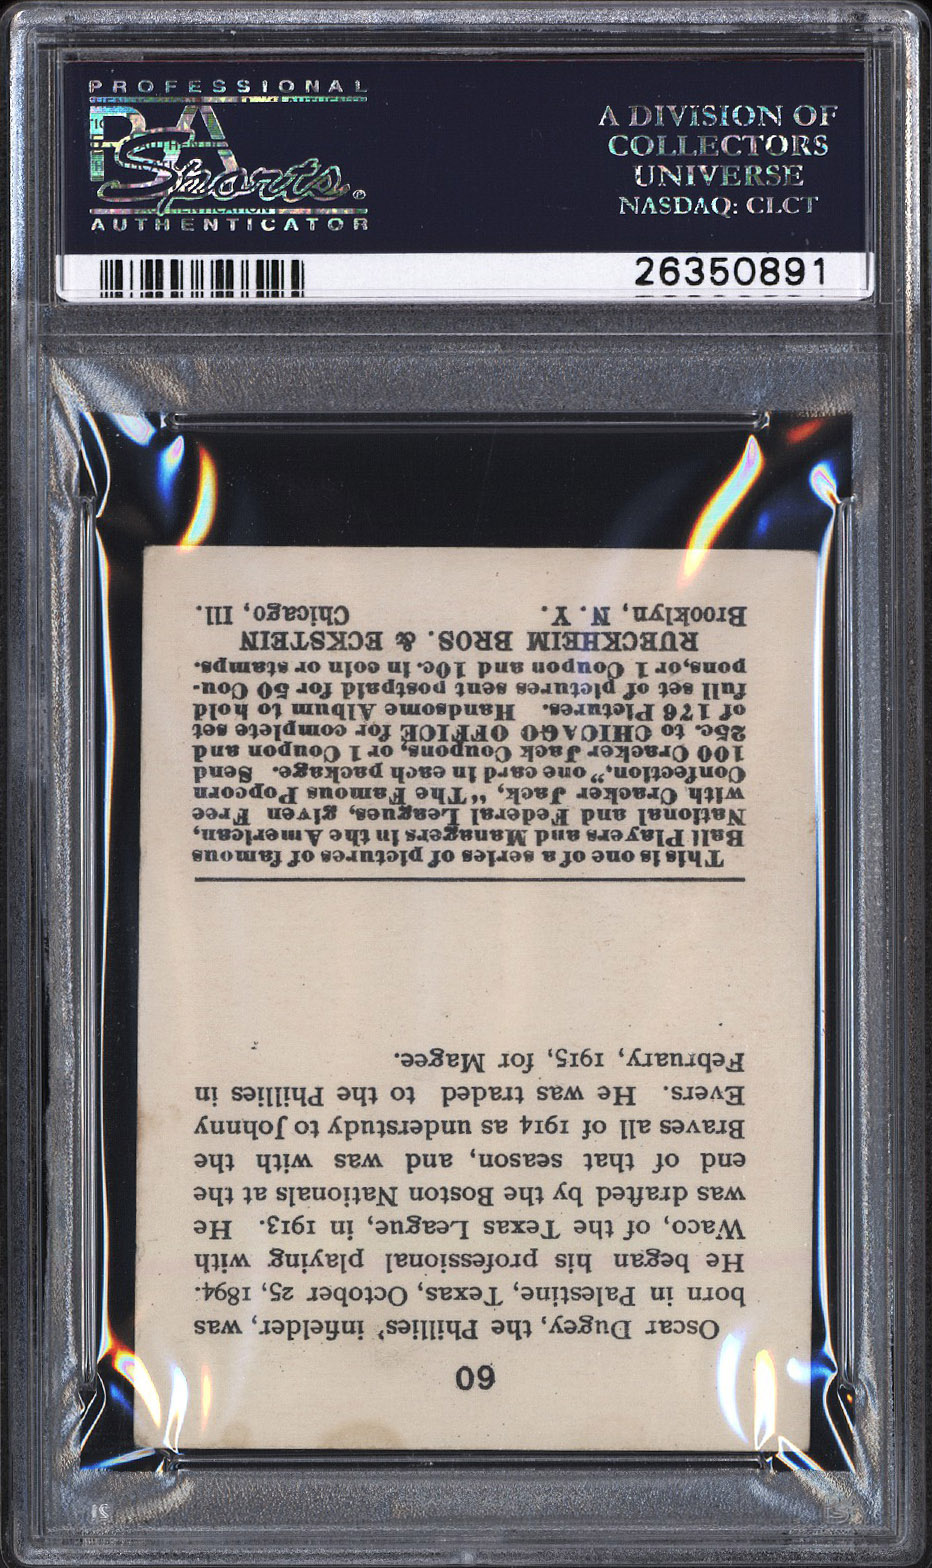 PROFESSIONAL
PSA
Sports
AUTHENTICATOR
A DIVISION OF
COLLECTORS
UNIVERSE
NASDAQ: CLCT
26350891
60
Oscar Dugey, the Phillies' infielder, was
born in Palestine, Texas, October 25, 1894.
He began his professional playing with
Waco, of the Texas League, in 1913. He
was drafted by the Boston Nationals at the
end of that season, and was with the
Braves all of 1914 as understudy to Johnny
Evers. He was traded to the Phillies in
February, 1915, for Magee.
This is one of a series of pictures of famous
Ball Players and Managers in the American,
National and Federal Leagues, given Free
with Cracker Jack, "The Famous Popcorn
Confection," one card in each package. Send
100 Cracker Jack Coupons, or 1 Coupon and
25c. to CHICAGO OFFICE for complete set
of 176 Pictures. Handsome Album to hold
full set of pictures sent postpaid for 50 Cou-
pons, or 1 Coupon and 10c. in coin or stamps.
RUECKHEIM BROS. & ECKSTEIN
Brooklyn, N. Y. Chicago, Ill.